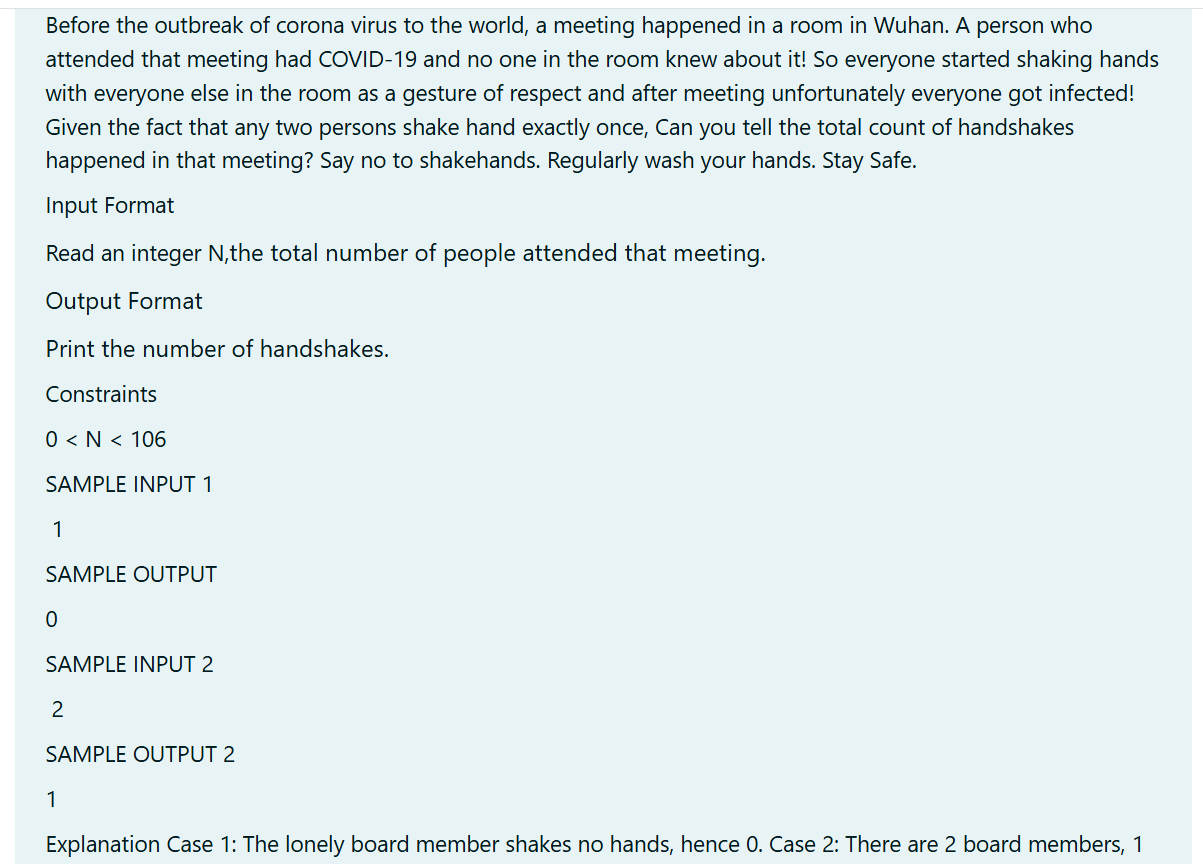 Before the outbreak of corona virus to the world, a meeting happened in a room in Wuhan. A person who
attended that meeting had COVID-19 and no one in the room knew about it! So everyone started shaking hands
with everyone else in the room as a gesture of respect and after meeting unfortunately everyone got infected!
Given the fact that any two persons shake hand exactly once, Can you tell the total count of handshakes
happened in that meeting? Say no to shakehands. Regularly wash your hands. Stay Safe.
Input Format
Read an integer N,the total number of people attended that meeting.
Output Format
Print the number of handshakes.
Constraints
0 < N < 106
SAMPLE INPUT 1
1
SAMPLE OUTPUT
0
SAMPLE INPUT 2
2
SAMPLE OUTPUT 2
1
Explanation Case 1: The lonely board member shakes no hands, hence 0. Case 2: There are 2 board members, 1